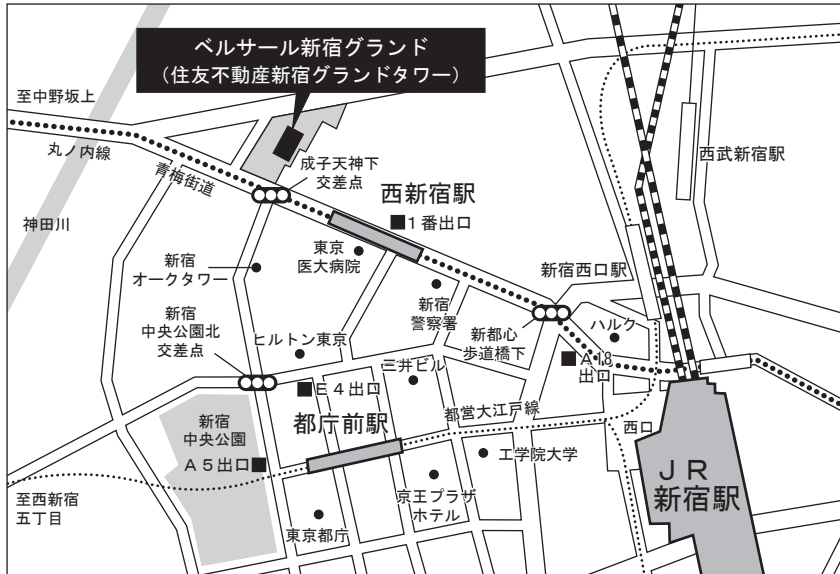 ベルサール新宿グランド
（住友不動産新宿グランドタワー）
至中野坂上
丸ノ内線
青梅街道
成子天神下
交差点
西武新宿駅
西新宿駅
■1番出口
神田川
新宿
オークタワー
東京
医大病院
新宿西口駅
新宿
警察署
新宿
中央公園北
交差点
ヒルトン東京
新都心
歩道橋下
ハルク
■A18
出口
三井ビル
■E4出口
都営大江戸線
新宿
中央公園
都庁前駅
西口
A5出口■
工学院大学
JR
新宿駅
京王プラザ
ホテル
至西新宿
五丁目
東京都庁